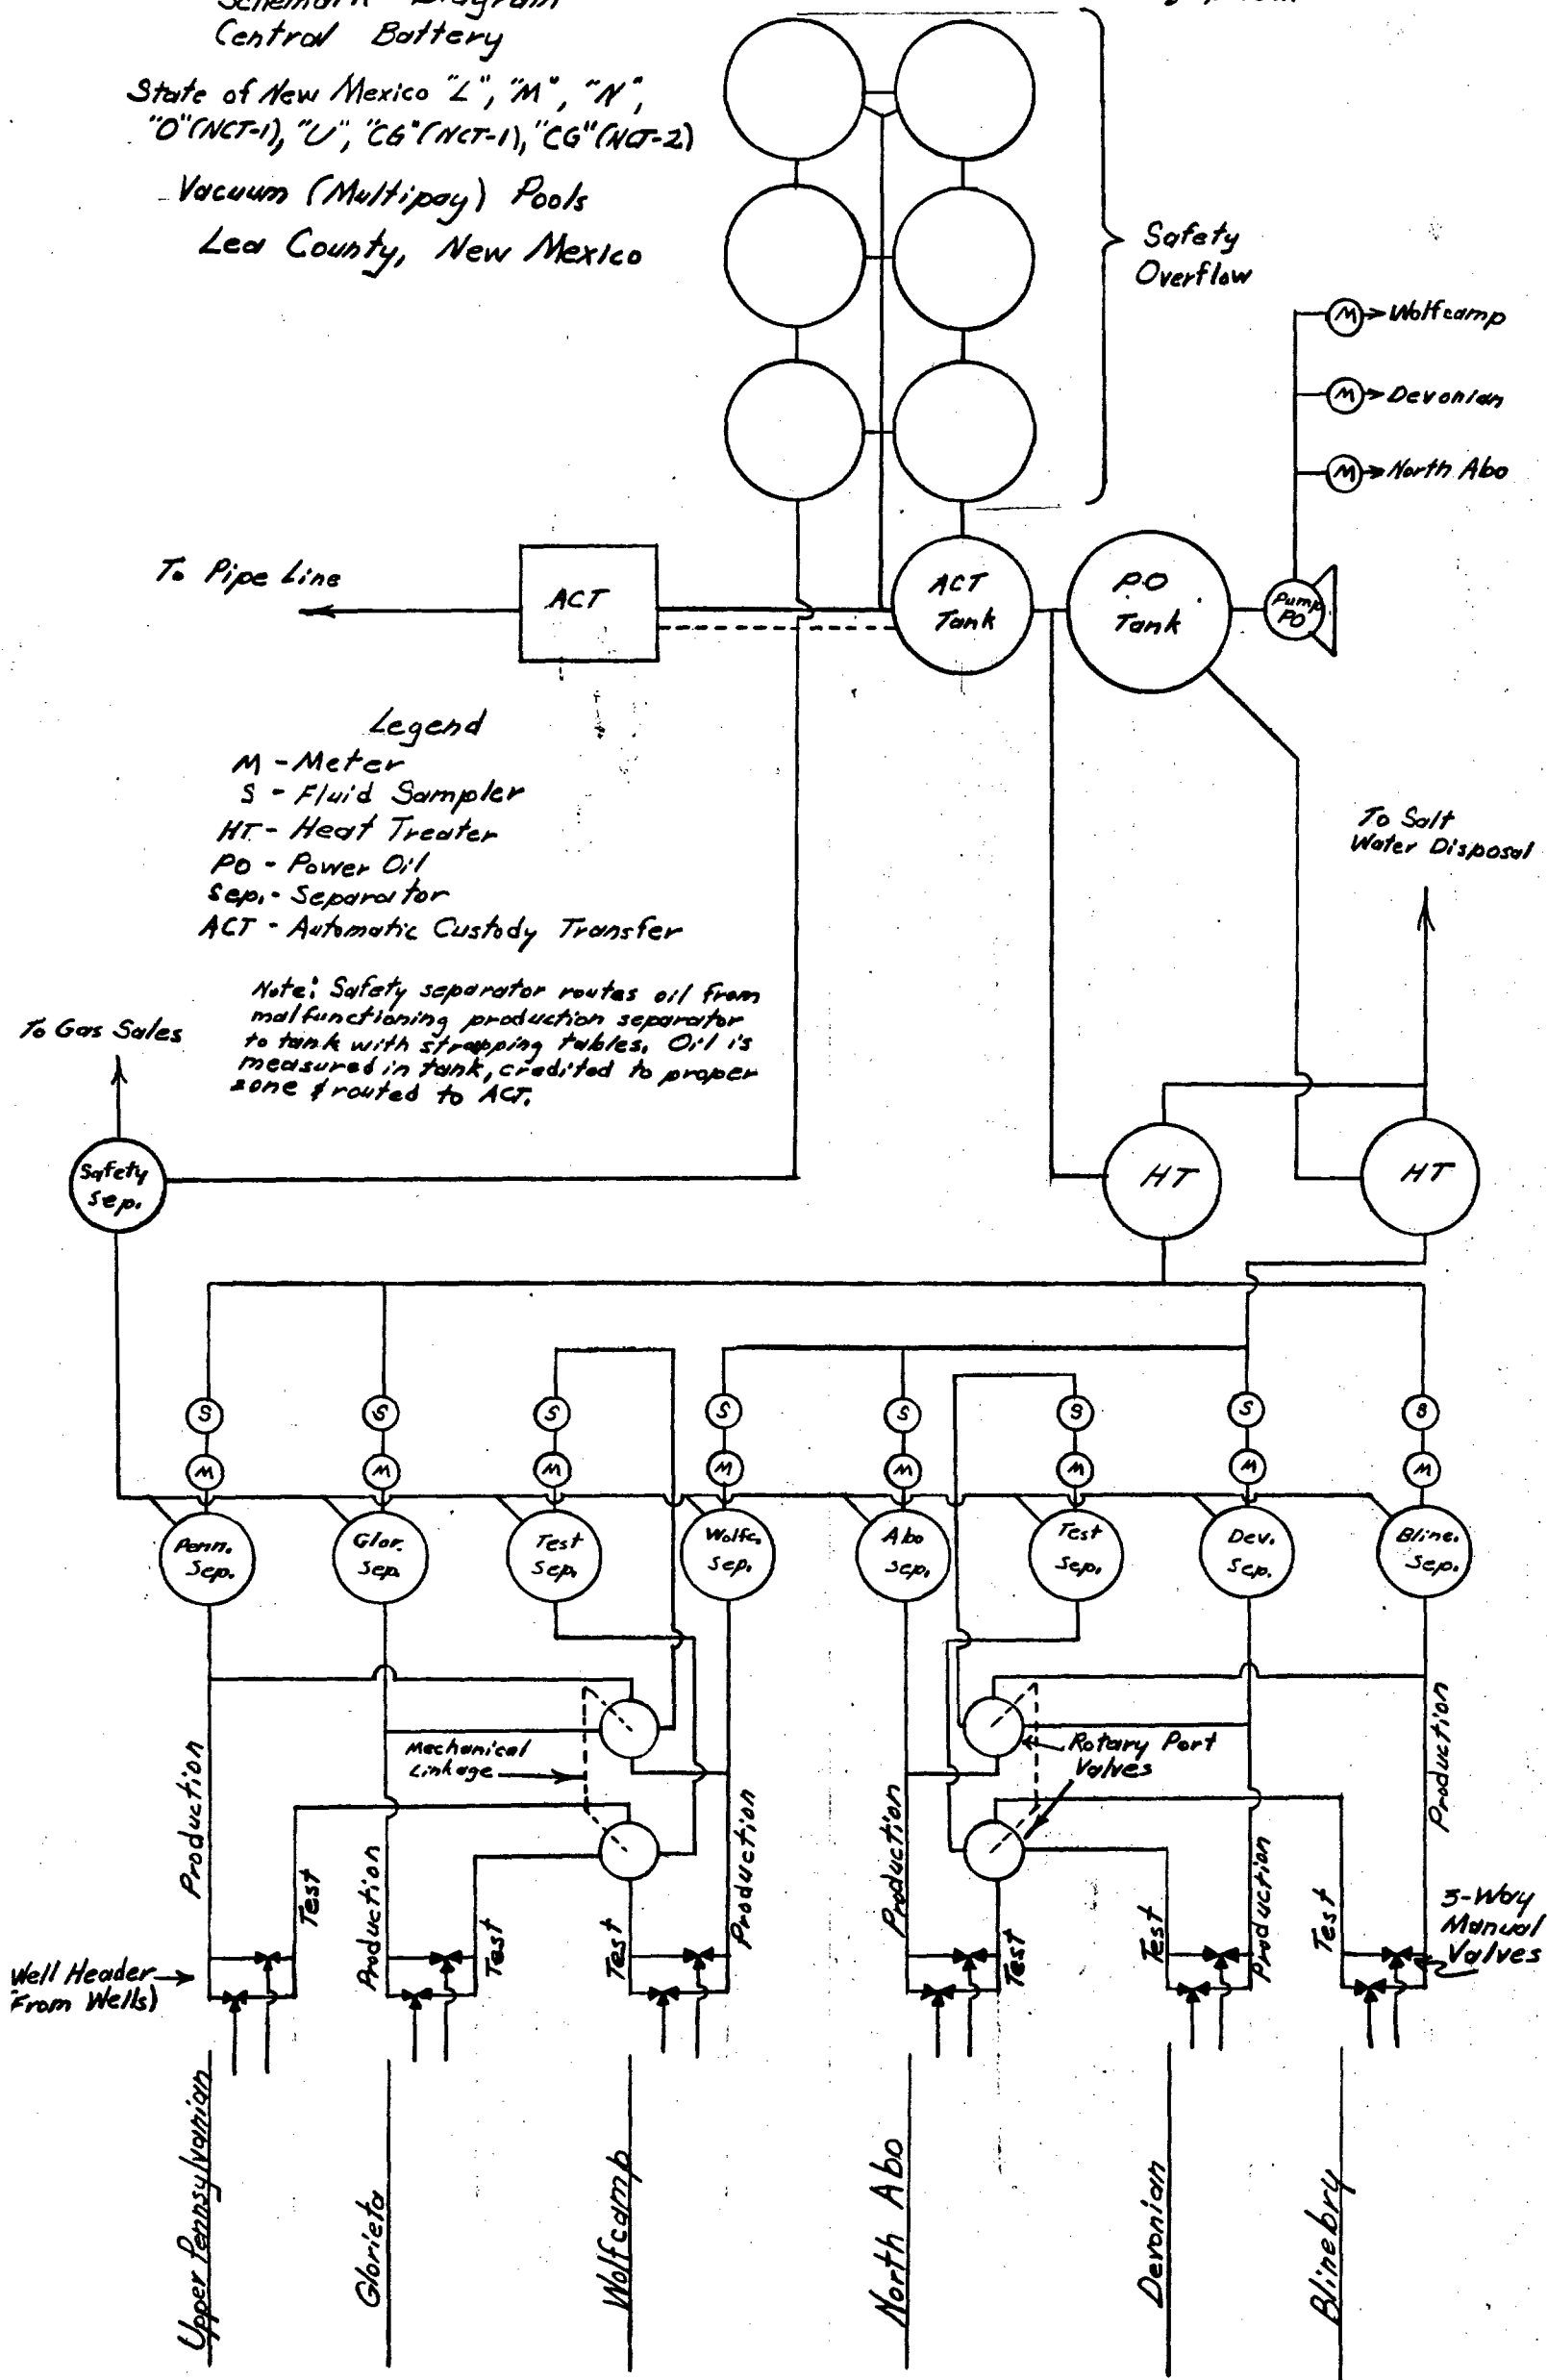 Schematic Diagram
Central Battery
State of New Mexico "L", "M", "N",
"O"(NCT-1), "U", "CG"(NCT-1), "CG"(NCT-2)
Vacuum (Multipay) Pools
Lea County, New Mexico
Safety
Overflow
M Wolfcamp
M Devonian
M North Abo
To Pipe Line
ACT
ACT
Tank
PO
Tank
Pump
PO
Legend
M - Meter
S - Fluid Sampler
HT - Heat Treater
PO - Power Oil
Sep. - Separator
ACT - Automatic Custody Transfer
Note: Safety separator routes oil from
malfunctioning production separator
to tank with strapping tables. Oil is
measured in tank, credited to proper
zone & routed to ACT.
To Salt
Water Disposal
To Gas Sales
Safety
Sep.
HT
HT
S S S S S S S S
M M M M M M M M
Penn.
Sep.
Glor.
Sep.
Test
Sep.
Wolfc.
Sep.
Abo
Sep.
Test
Sep.
Dev.
Sep.
Bline.
Sep.
Mechanical
Linkage
Rotary Port
Valves
Production
Test
Production
Test
Test
Production
Production
Test
Test
Production
Test
Production
3-Way
Manual
Valves
Well Header
From Wells)
Upper Pennsylvanian
Glorieta
Wolfcamp
North Abo
Devonian
Blinebry